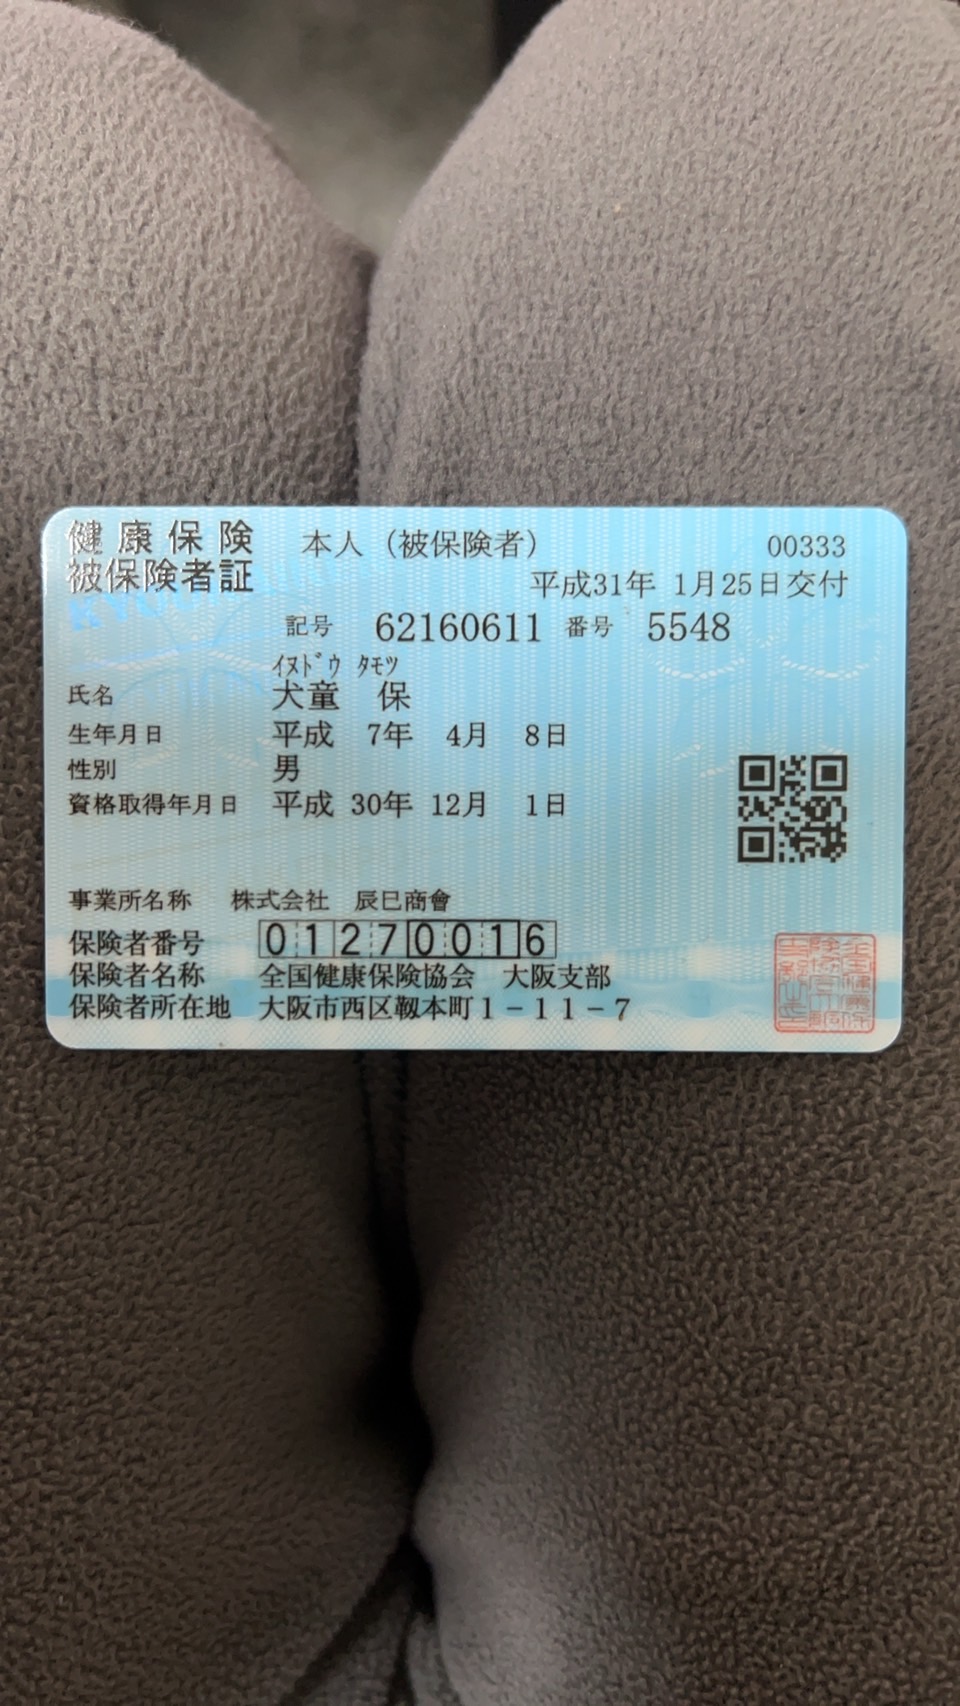 健康保険 本人（被保険者） 00333
被保険者証 平成31年 1月25日交付
記号 62160611 番号 5548
ｲﾇﾄﾞｳ ﾀﾓﾂ
氏名 犬童 保
生年月日 平成 7年 4月 8日
性別 男
資格取得年月日 平成 30年 12月 1日
事業所名称 株式会社 辰巳商會
保険者番号 01270016
保険者名称 全国健康保険協会 大阪支部
保険者所在地 大阪市西区靱本町１－１１－７